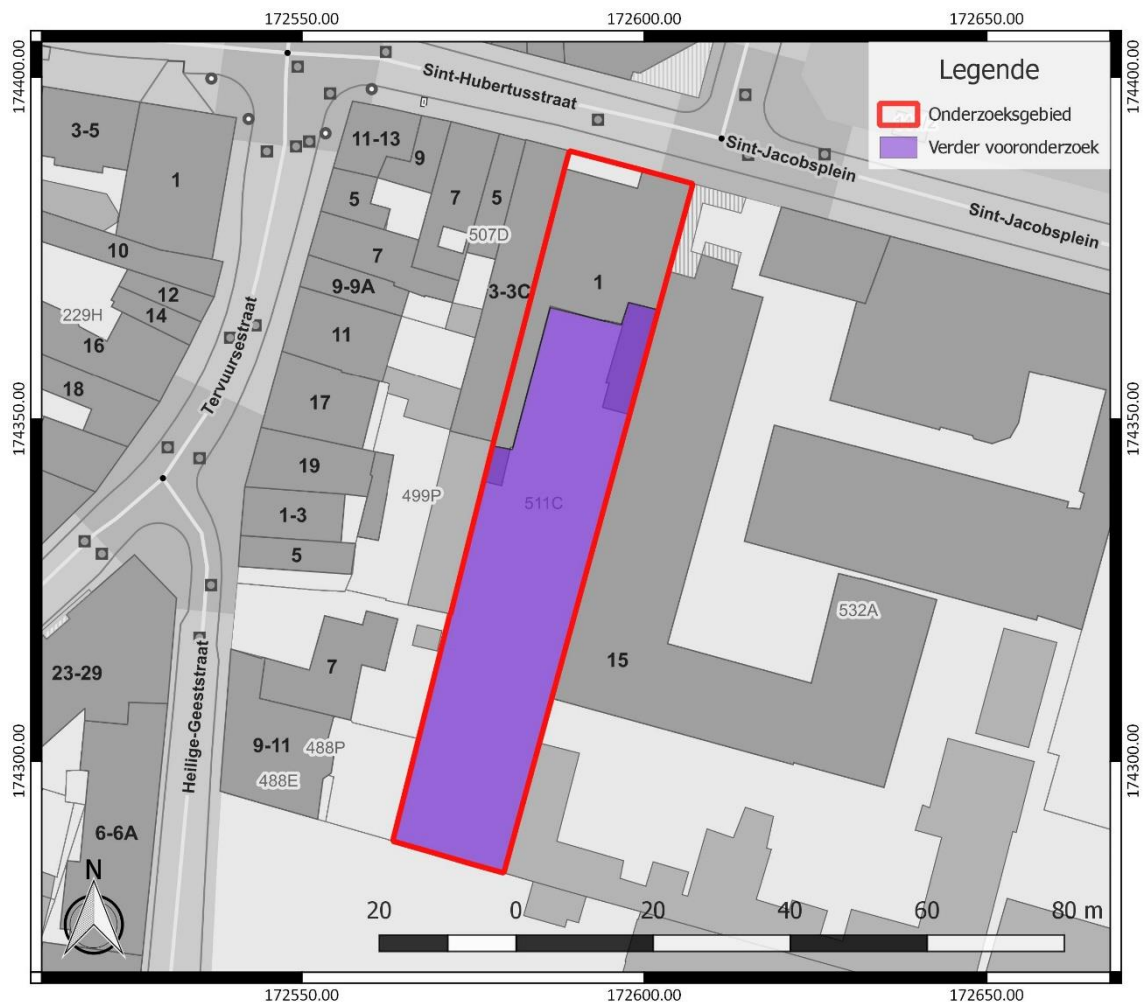 172550.00 172600.00 172650.00
174400.00
174400.00
Legende
Onderzoeksgebied
Verder vooronderzoek
Sint-Hubertusstraat
Sint-Jacobsplein
Sint-Jacobsplein
3-5
1
11-13
9
5
7
5
507D
7
3-3C
1
10
9-9A
12
14
229H
16
11
18
Tervuursestraat
174350.00
174350.00
17
19
499P
511C
1-3
5
532A
15
7
23-29
Heilige-Geeststraat
9-11
488P
488E
174300.00
174300.00
6-6A
N
20 0 20 40 60 80 m
172550.00 172600.00 172650.00